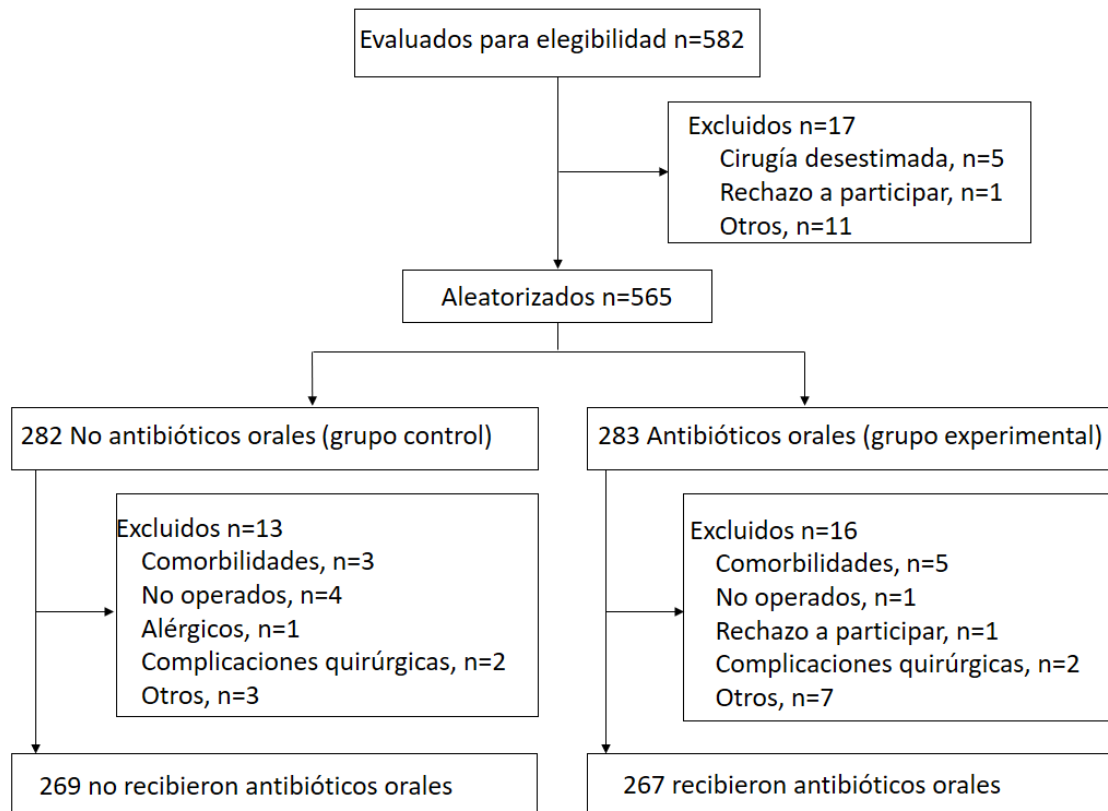 Evaluados para elegibilidad n=582
Excluidos n=17
Cirugía desestimada, n=5
Rechazo a participar, n=1
Otros, n=11
Aleatorizados n=565
282 No antibióticos orales (grupo control)
283 Antibióticos orales (grupo experimental)
Excluidos n=13
Comorbilidades, n=3
No operados, n=4
Alérgicos, n=1
Complicaciones quirúrgicas, n=2
Otros, n=3
Excluidos n=16
Comorbilidades, n=5
No operados, n=1
Rechazo a participar, n=1
Complicaciones quirúrgicas, n=2
Otros, n=7
269 no recibieron antibióticos orales
267 recibieron antibióticos orales